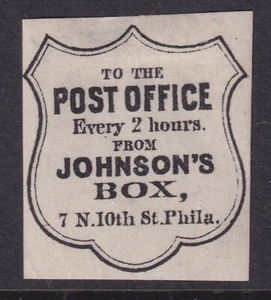 TO THE
POST OFFICE
Every 2 hours.
FROM
JOHNSON'S
BOX,
7 N.10th St.Phila.